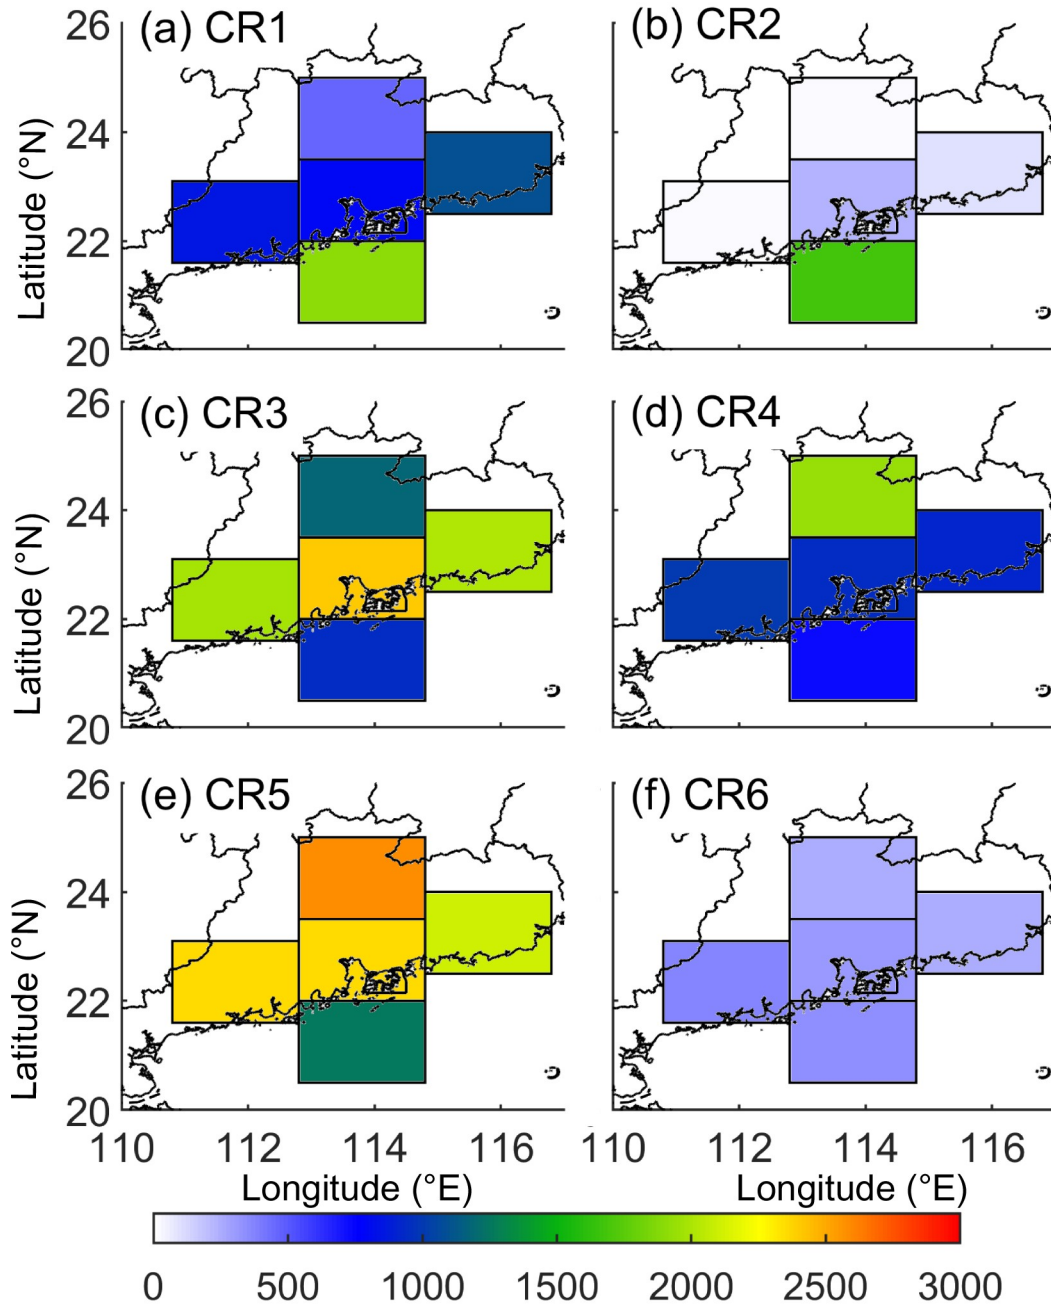 (a) CR1
(b) CR2
26
24
22
20
Latitude (°N)
(c) CR3
(d) CR4
26
24
22
20
Latitude (°N)
(e) CR5
(f) CR6
26
24
22
20
Latitude (°N)
110 112 114 116 110 112 114 116
Longitude (°E) Longitude (°E)
0 500 1000 1500 2000 2500 3000